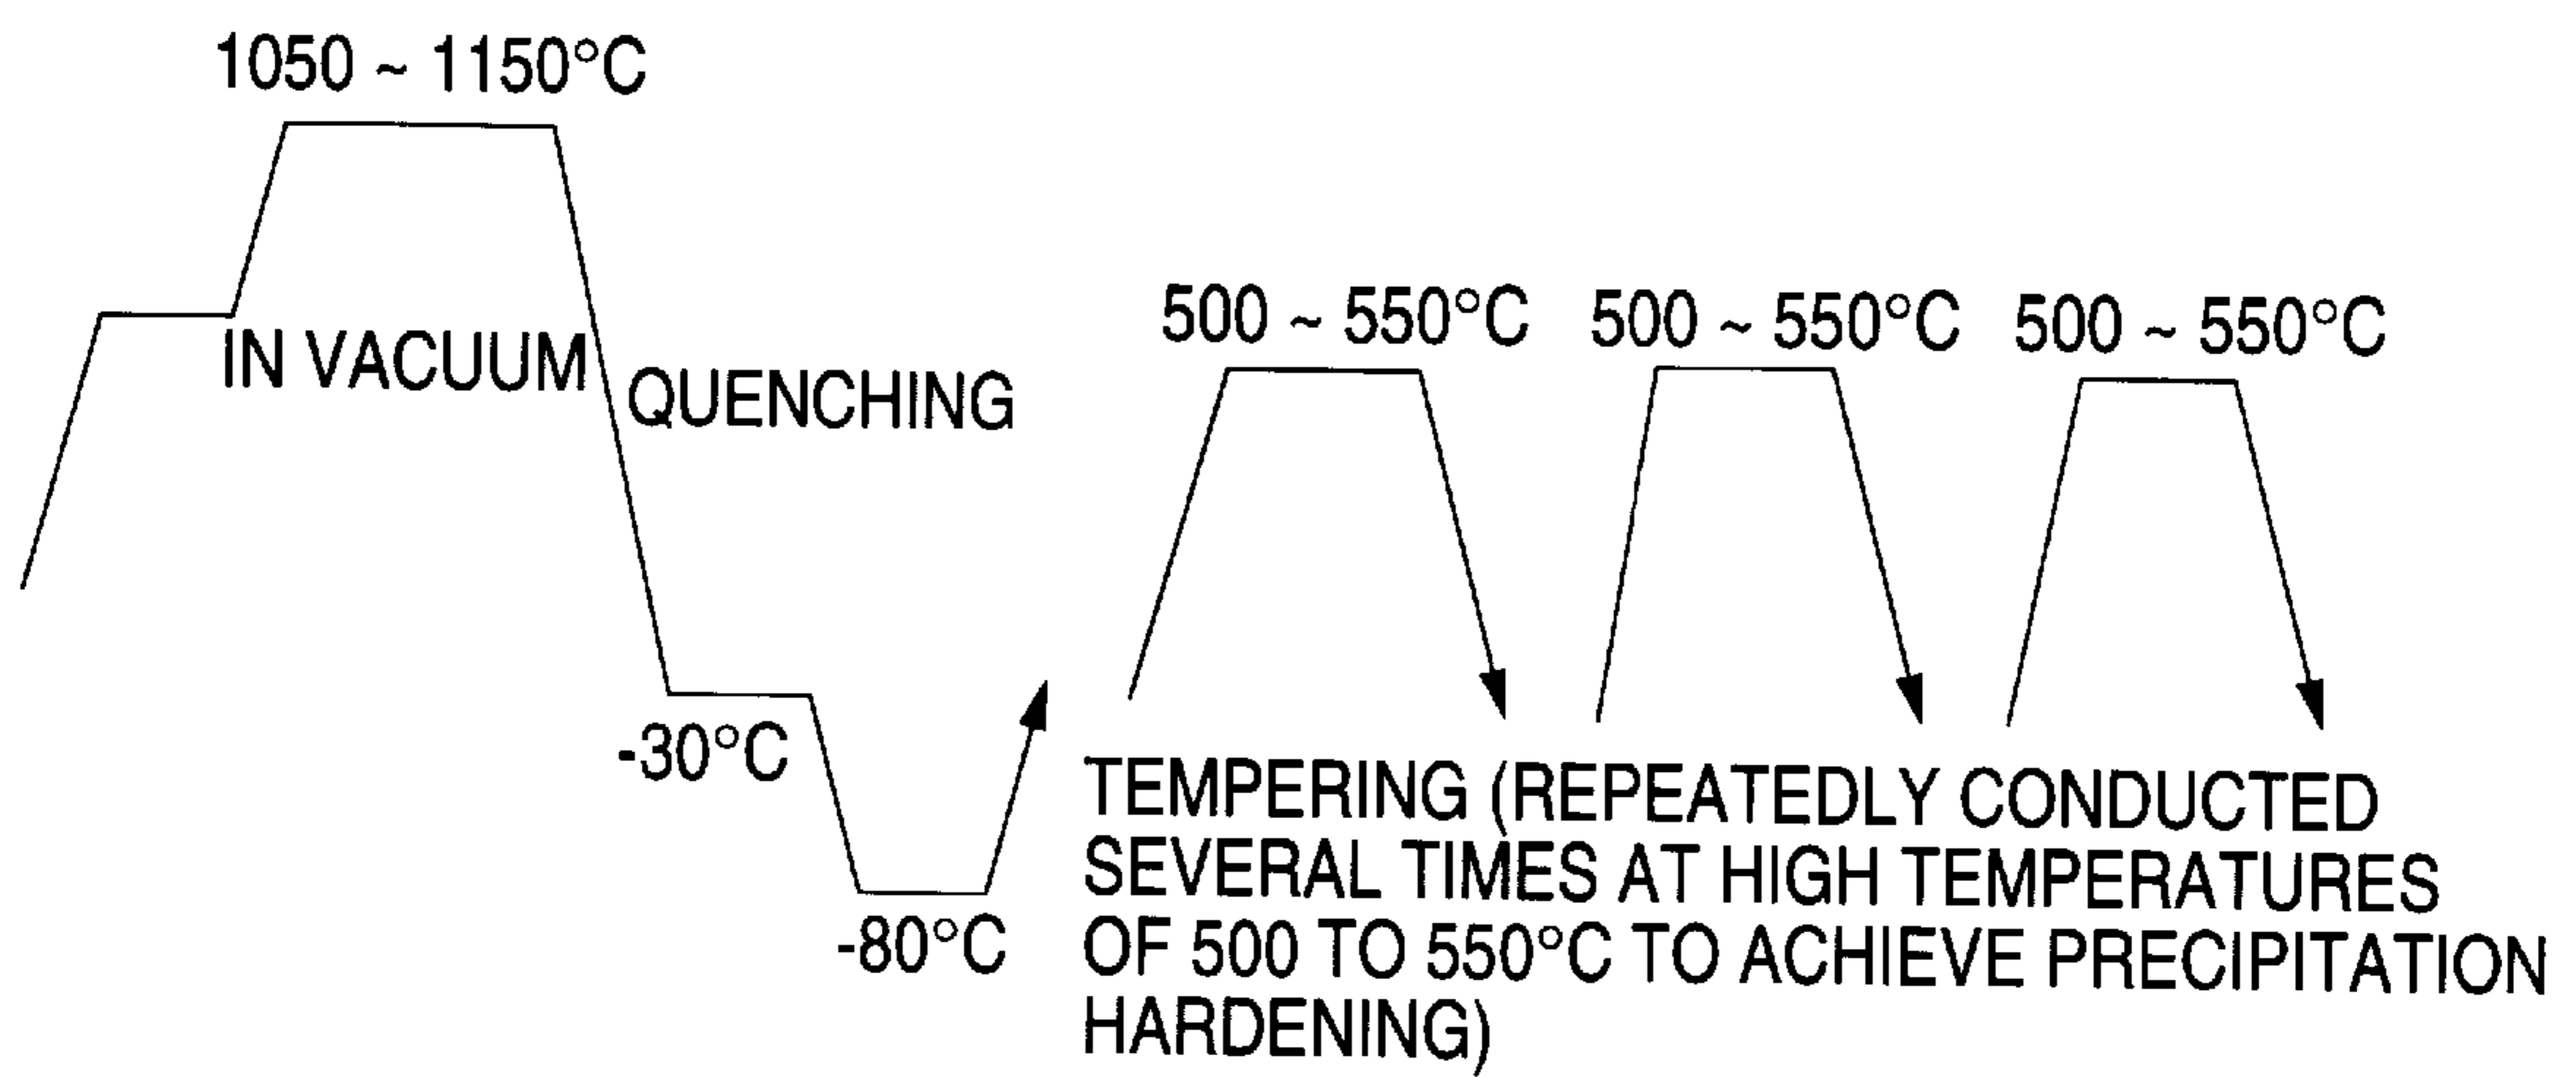 1050 ~ 1150°C
IN VACUUM
QUENCHING
-30°C
-80°C
500 ~ 550°C
500 ~ 550°C
500 ~ 550°C
TEMPERING (REPEATEDLY CONDUCTED
SEVERAL TIMES AT HIGH TEMPERATURES
OF 500 TO 550°C TO ACHIEVE PRECIPITATION
HARDENING)